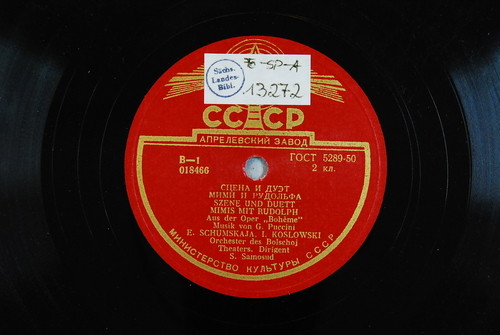 Sächs.
Landes
Bibl.
SP-A
13272
СССР
АПРЕЛЕВСКИЙ ЗАВОД
В—1
018466
ГОСТ 5289-50
2 кл.
СЦЕНА И ДУЭТ
МИМИ И РУДОЛЬФА
SZENE UND DUETT
MIMIS MIT RUDOLPH
Aus der Oper „Bohème"
Musik von G. Puccini
E. SCHUMSKAJA. I. KOSLOWSKI
Orchester des Bolschoj
Theaters. Dirigent
S. Samosud
МИНИСТЕРСТВО КУЛЬТУРЫ СССР